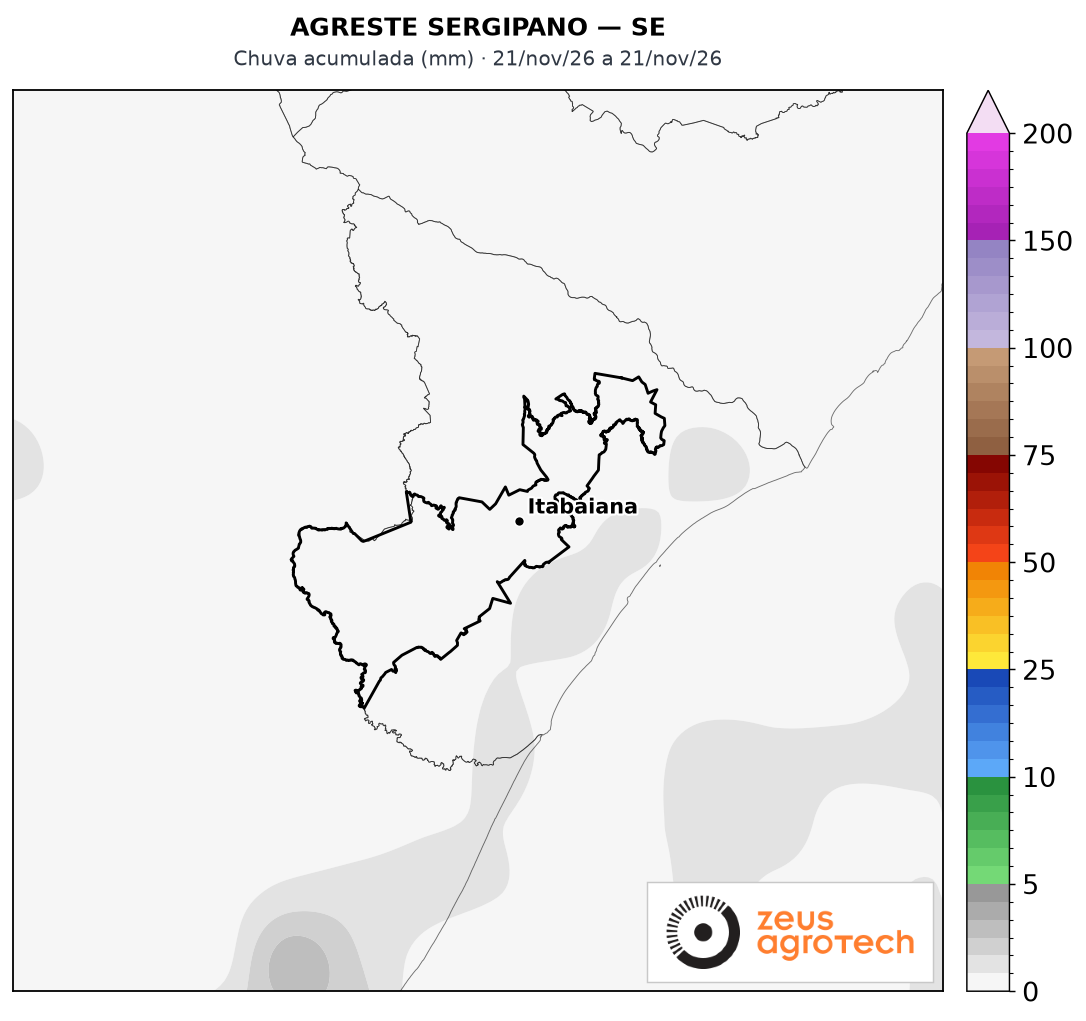 AGRESTE SERGIPANO — SE
Chuva acumulada (mm) · 21/nov/26 a 21/nov/26
200
150
100
75
50
25
10
5
0
Itabaiana
zeus
agrotech